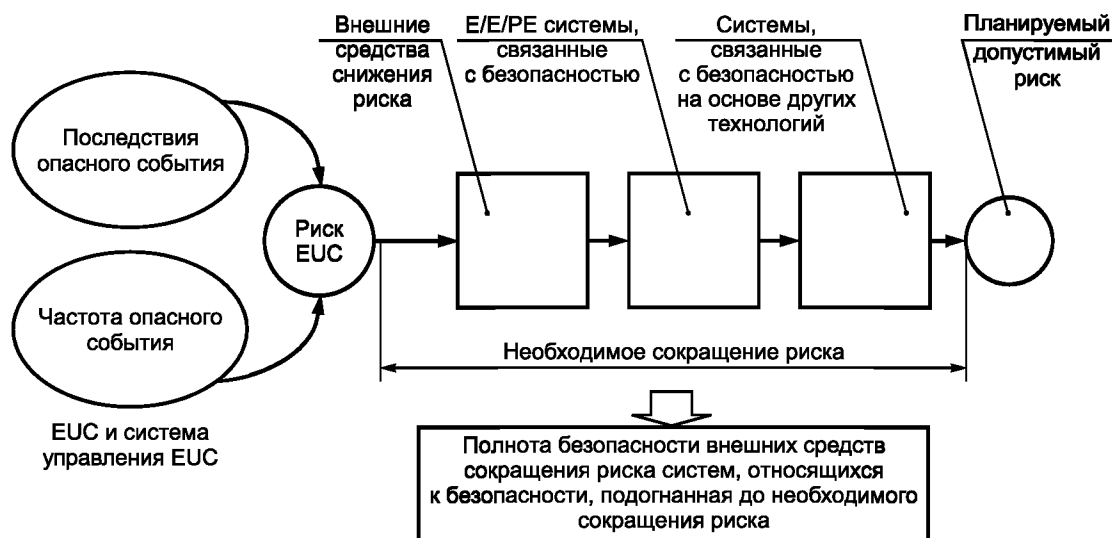 Внешние
средства
снижения
риска
E/E/PE системы,
связанные
с безопасностью
Системы,
связанные
с безопасностью
на основе других
технологий
Планируемый
допустимый
риск
Последствия
опасного события
Риск
EUC
Частота опасного
события
Необходимое сокращение риска
EUC и система
управления EUC
Полнота безопасности внешних средств
сокращения риска систем, относящихся
к безопасности, подогнанная до необходимого
сокращения риска